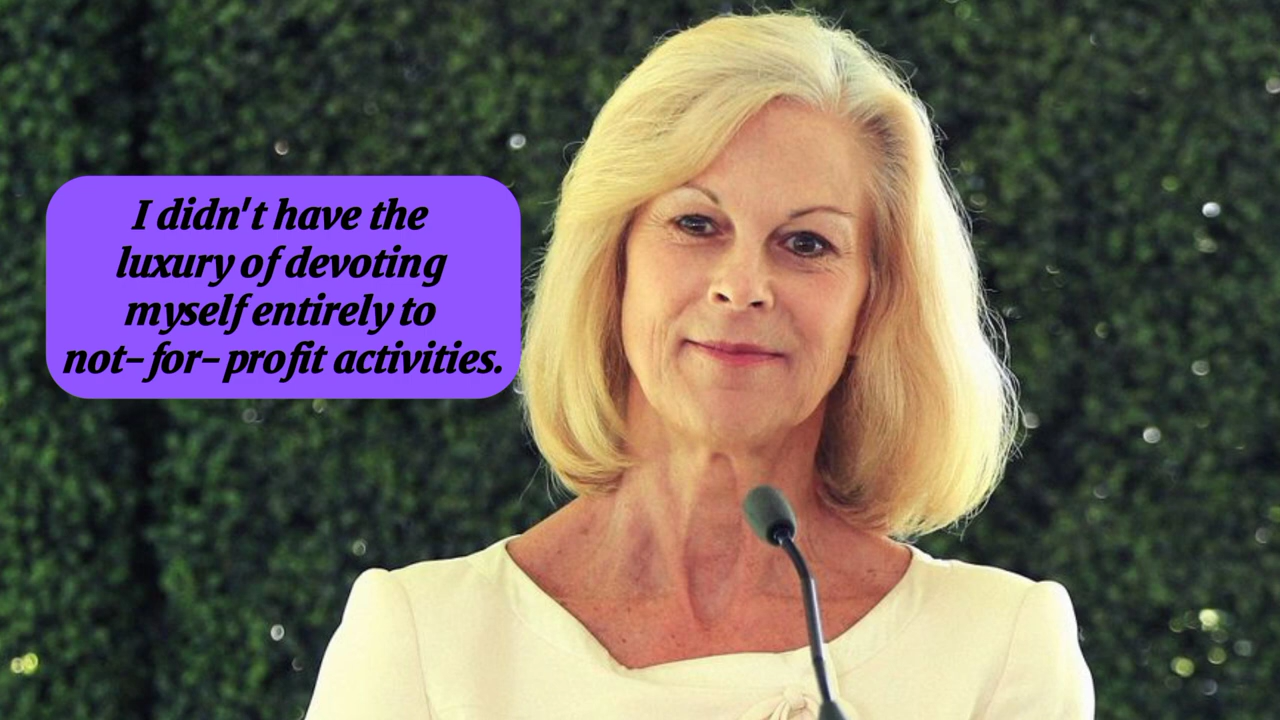 I didn't have the
luxury of devoting
myself entirely to
not-for-profit activities.